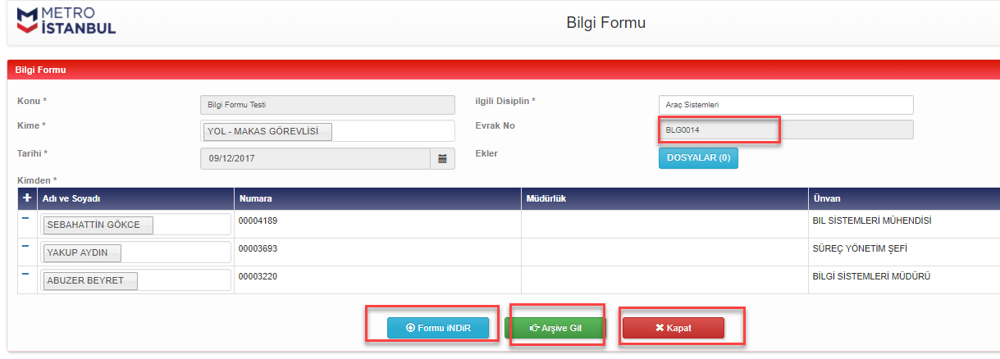 METRO
İSTANBUL
Bilgi Formu
Bilgi Formu
Konu *
Bilgi Formu Testi
ilgili Disiplin *
Araç Sistemleri
Kime *
YOL - MAKAS GÖREVLİSİ
Evrak No
BLG0014
Tarihi *
09/12/2017
Ekler
DOSYALAR (0)
Kimden *
+ Adı ve Soyadı Numara Müdürlük Ünvan
- SEBAHATTİN GÖKCE 00004189 BIL SİSTEMLERİ MÜHENDİSİ
- YAKUP AYDIN 00003693 SÜREÇ YÖNETİM ŞEFİ
- ABUZER BEYRET 00003220 BİLGİ SİSTEMLERİ MÜDÜRÜ
Formu iNDiR Arşive Git Kapat